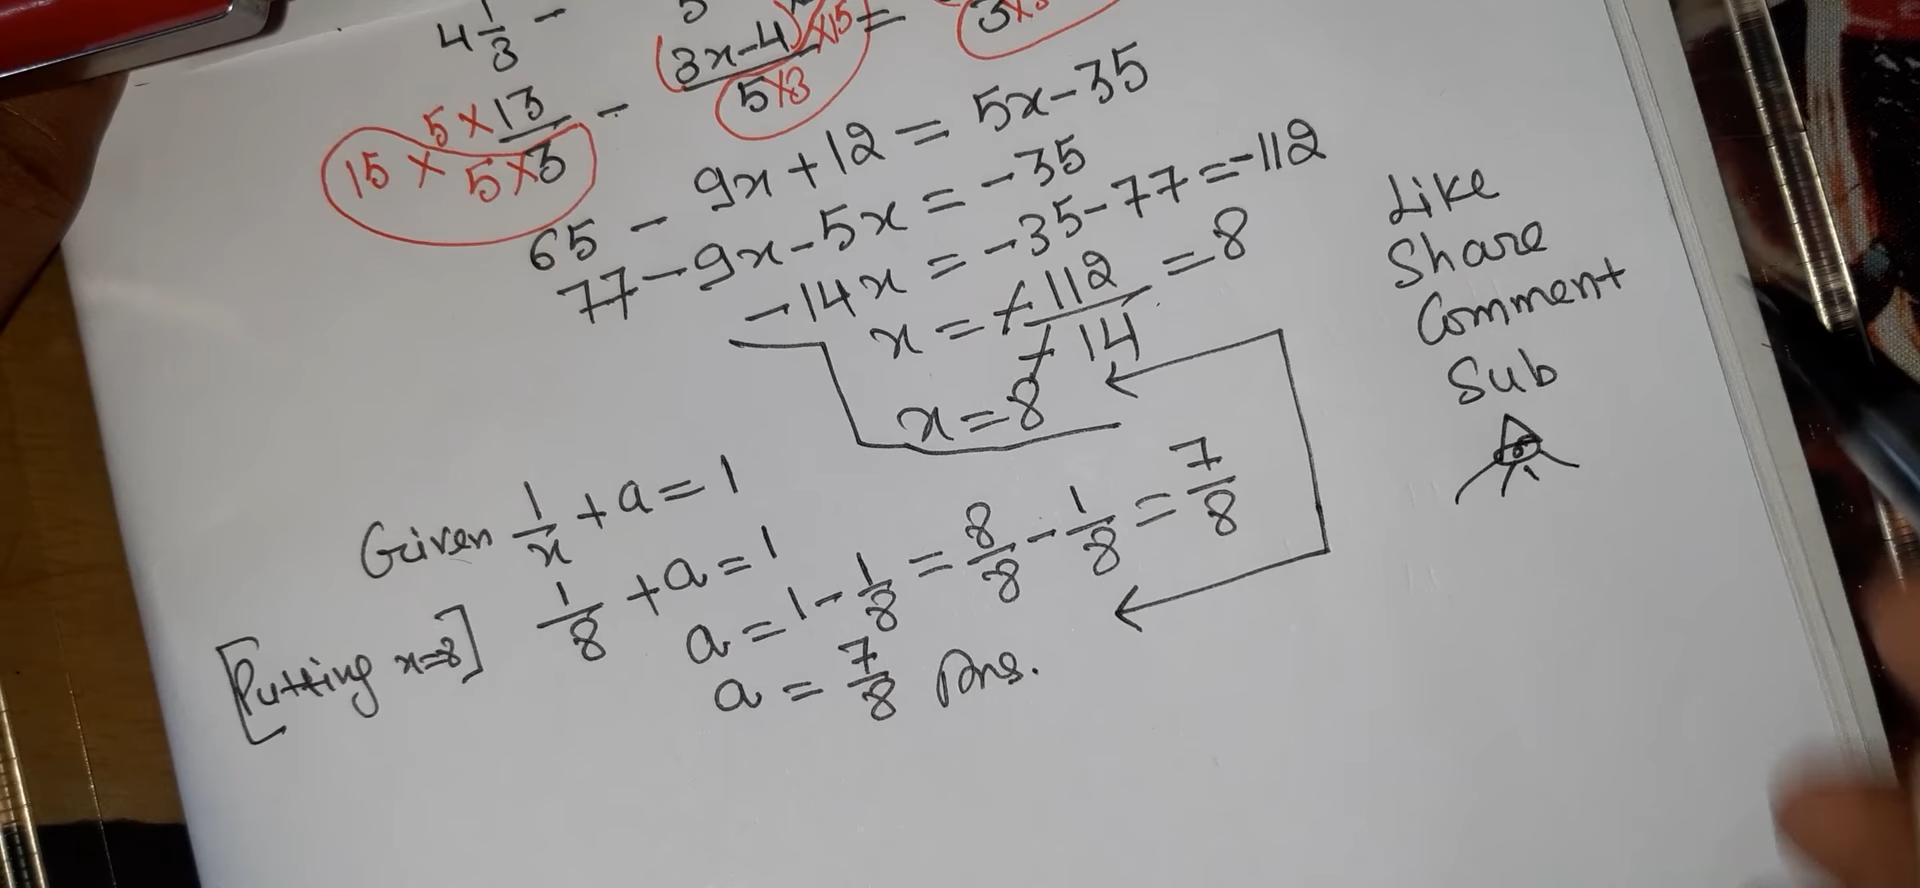 4 1/3 -
5 × 13 / 15 × 5 × 3 - (3x-4) × 15 / 5 × 3 =
65 - 9x + 12 = 5x - 35
77 - 9x - 5x = -35
-14x = -35 - 77 = -112
x = -112 / -14 = 8
x = 8
Given 1/x + a = 1
[Putting x=8] 1/8 + a = 1
a = 1 - 1/8 = 8/8 - 1/8 = 7/8
a = 7/8 Ans.
Like
Share
Comment
Sub